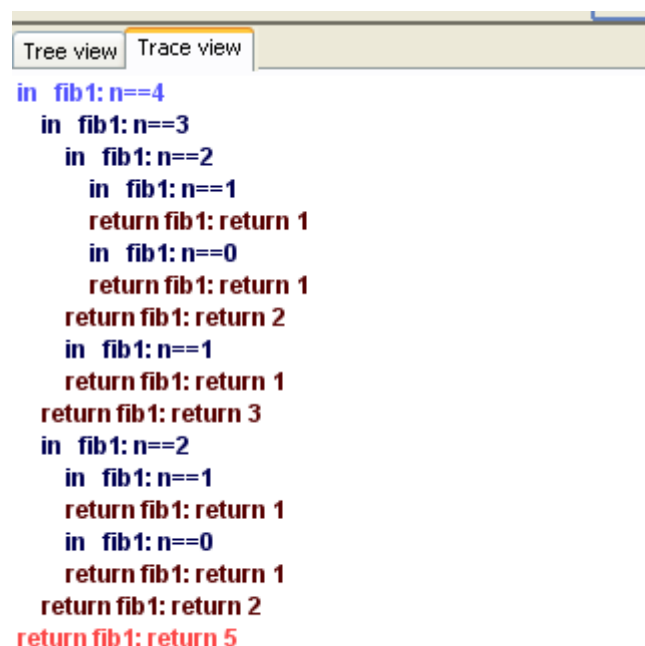 Tree view Trace view
in fib1: n==4
in fib1: n==3
in fib1: n==2
in fib1: n==1
return fib1: return 1
in fib1: n==0
return fib1: return 1
return fib1: return 2
in fib1: n==1
return fib1: return 1
return fib1: return 3
in fib1: n==2
in fib1: n==1
return fib1: return 1
in fib1: n==0
return fib1: return 1
return fib1: return 2
return fib1: return 5